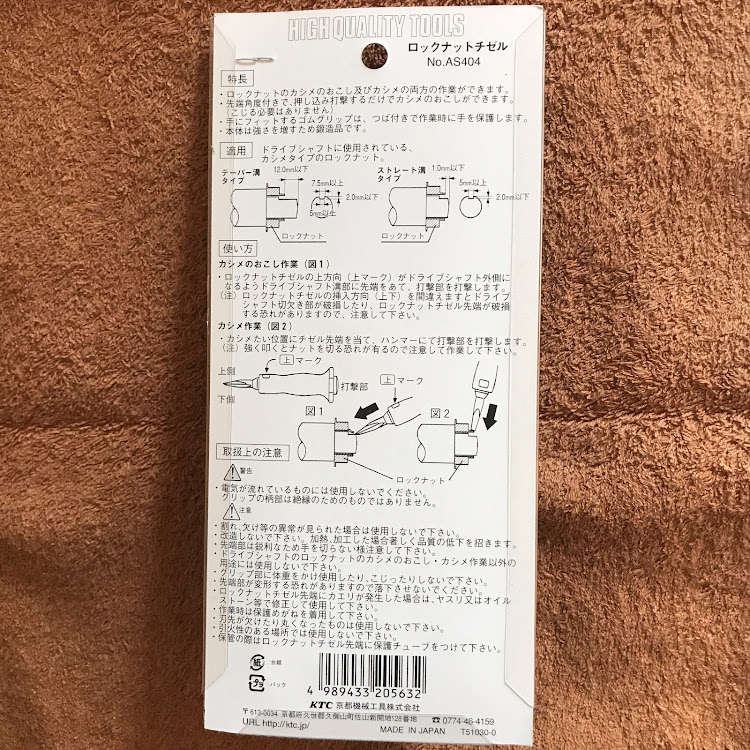 HIGH QUALITY TOOLS
ロックナットチゼル
No.AS404
特長
・ロックナットのカシメのおこし及びカシメの両方の作業ができます。
・先端角度付きで、押し込み打撃するだけでカシメのおこしができます。
(こじる必要はありません)
・手にフィットするゴムグリップは、つば付きで作業時に手を保護します。
・本体は強さを増すため鍛造品です。
適用
ドライブシャフトに使用されている、
カシメタイプのロックナット。
テーパー溝
タイプ
12.0mm以下
7.5mm以上
2.0mm以下
5mm以上
ロックナット
ストレート溝
タイプ
1.0mm以下
5mm以上
2.0mm以下
ロックナット
使い方
カシメのおこし作業(図1)
・ロックナットチゼルの上方向(上マーク)がドライブシャフト外側に
なるようドライブシャフト溝部に先端をあて、打撃部を打撃します。
(注)ロックナットチゼルの挿入方向(上下)を間違えますとドライブ
シャフト切欠き部が破損したり、ロックナットチゼル先端が破損
する恐れがありますので、注意して下さい。
カシメ作業(図2)
・カシメたい位置にチゼル先端を当て、ハンマーにて打撃部を打撃します。
(注)強く叩くとナットを切る恐れが有るので注意して作業して下さい。
上側
上マーク
打撃部
下側
上マーク
図1
図2
ロックナット
取扱上の注意
警告
・電気が流れているものには使用しないでください。
グリップの柄部は絶縁のためのものではありません。
注意
・割れ、欠け等の異常が見られた場合は使用しないで下さい。
・改造しないで下さい。加熱、加工した場合著しく品質の低下を招きます。
・先端部は鋭利なため手を切らない様注意して下さい。
・ドライブシャフトのロックナットのカシメのおこし・カシメ作業以外の
用途には使用しないで下さい。
・グリップ部に体重をかけ使用したり、こじったりしないで下さい。
・先端部が変形する恐れがありますので落下させないでください。
・ロックナットチゼル先端にカエリが発生した場合は、ヤスリ又はオイル
ストーン等で修正して使用して下さい。
・作業時は保護めがねを着用して下さい。
・刃先が欠けたり丸くなったものは使用しないで下さい。
・引火性のある場所では使用しないで下さい。
・保管の際はロックナットチゼル先端に保護チューブをつけて下さい。
紙
:台紙
プラ
:パック
4 989433 205632
KTC 京都機械工具株式会社
〒613-0034 京都府久世郡久御山町佐山新開地128番地 ☎ 0774-46-4159
URL http://ktc.jp/
MADE IN JAPAN
T51030-0